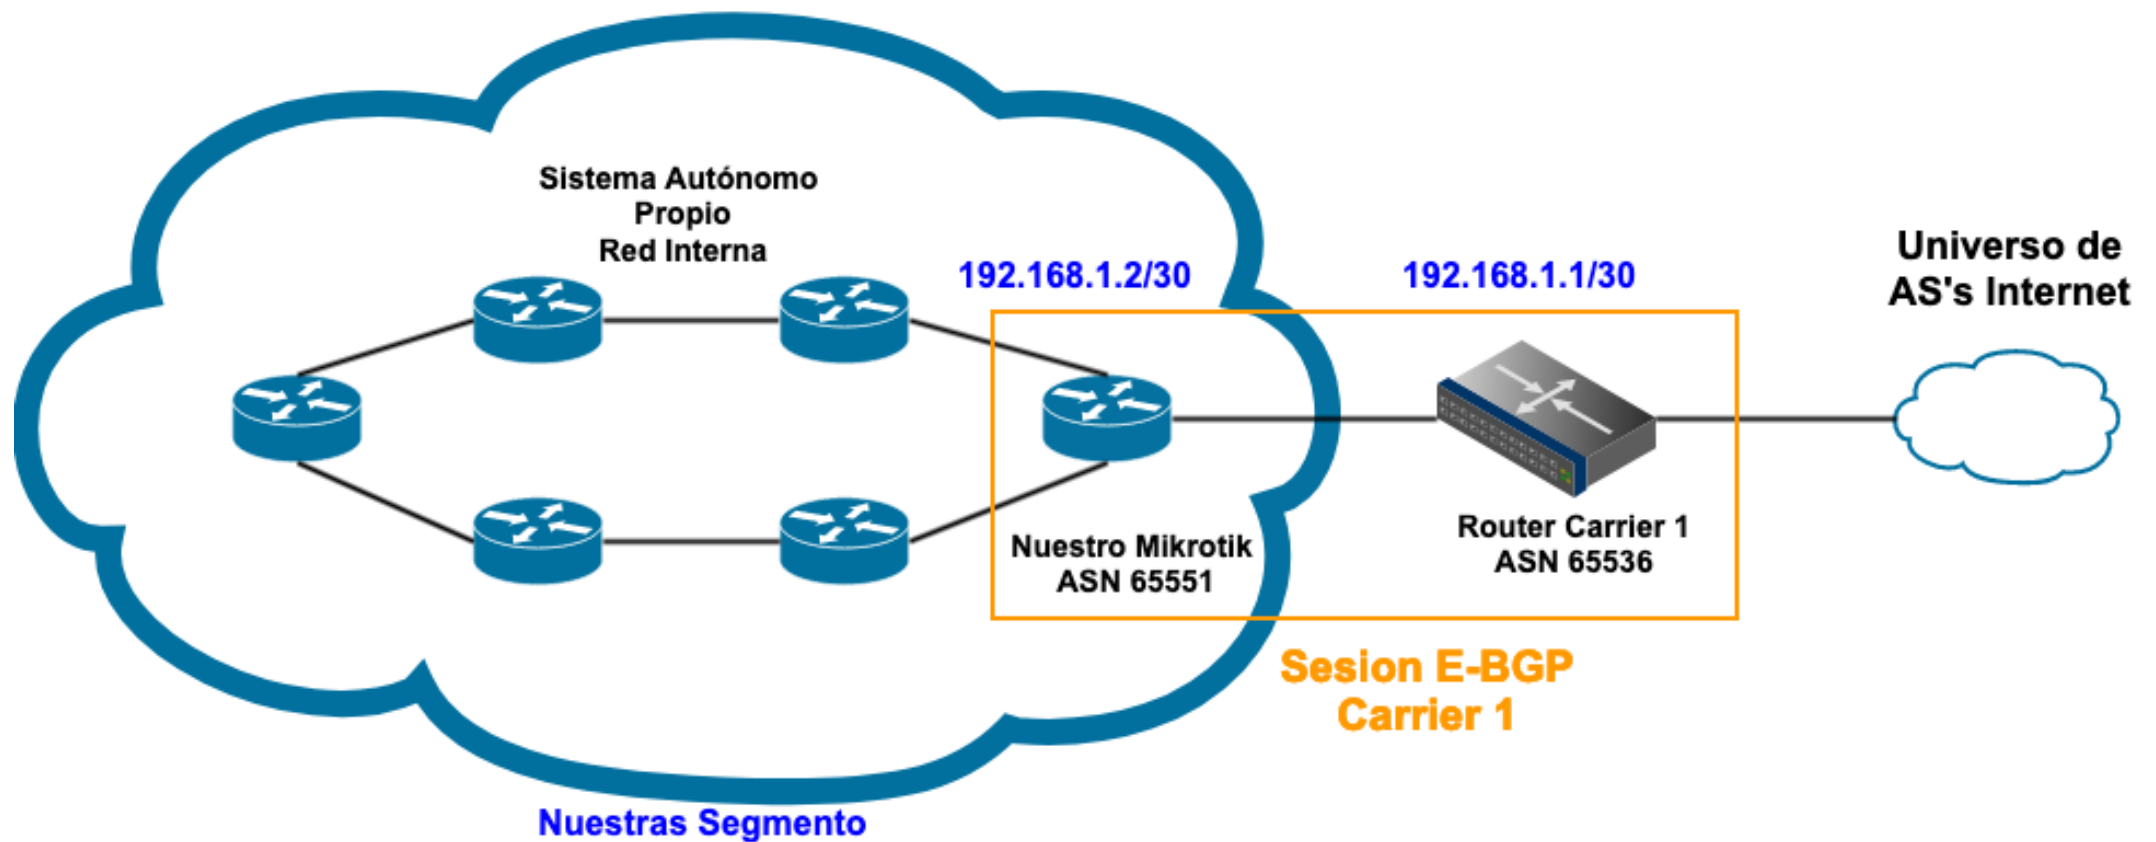 Sistema Autónomo
Propio
Red Interna
192.168.1.2/30
192.168.1.1/30
Universo de
AS's Internet
Nuestro Mikrotik
ASN 65551
Router Carrier 1
ASN 65536
Sesion E-BGP
Carrier 1
Nuestras Segmento